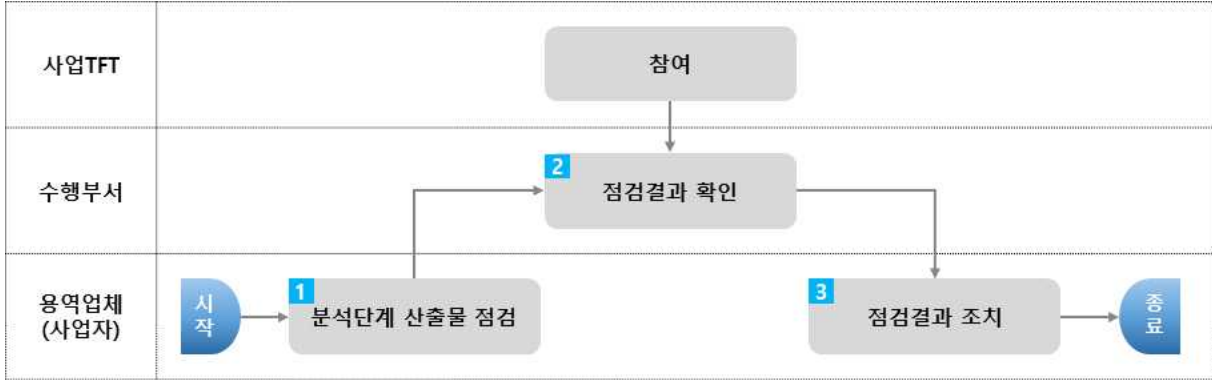 사업TFT
참여
수행부서
2
점검결과 확인
용역업체
(사업자)
시
작
1
분석단계 산출물 점검
3
점검결과 조치
종
료